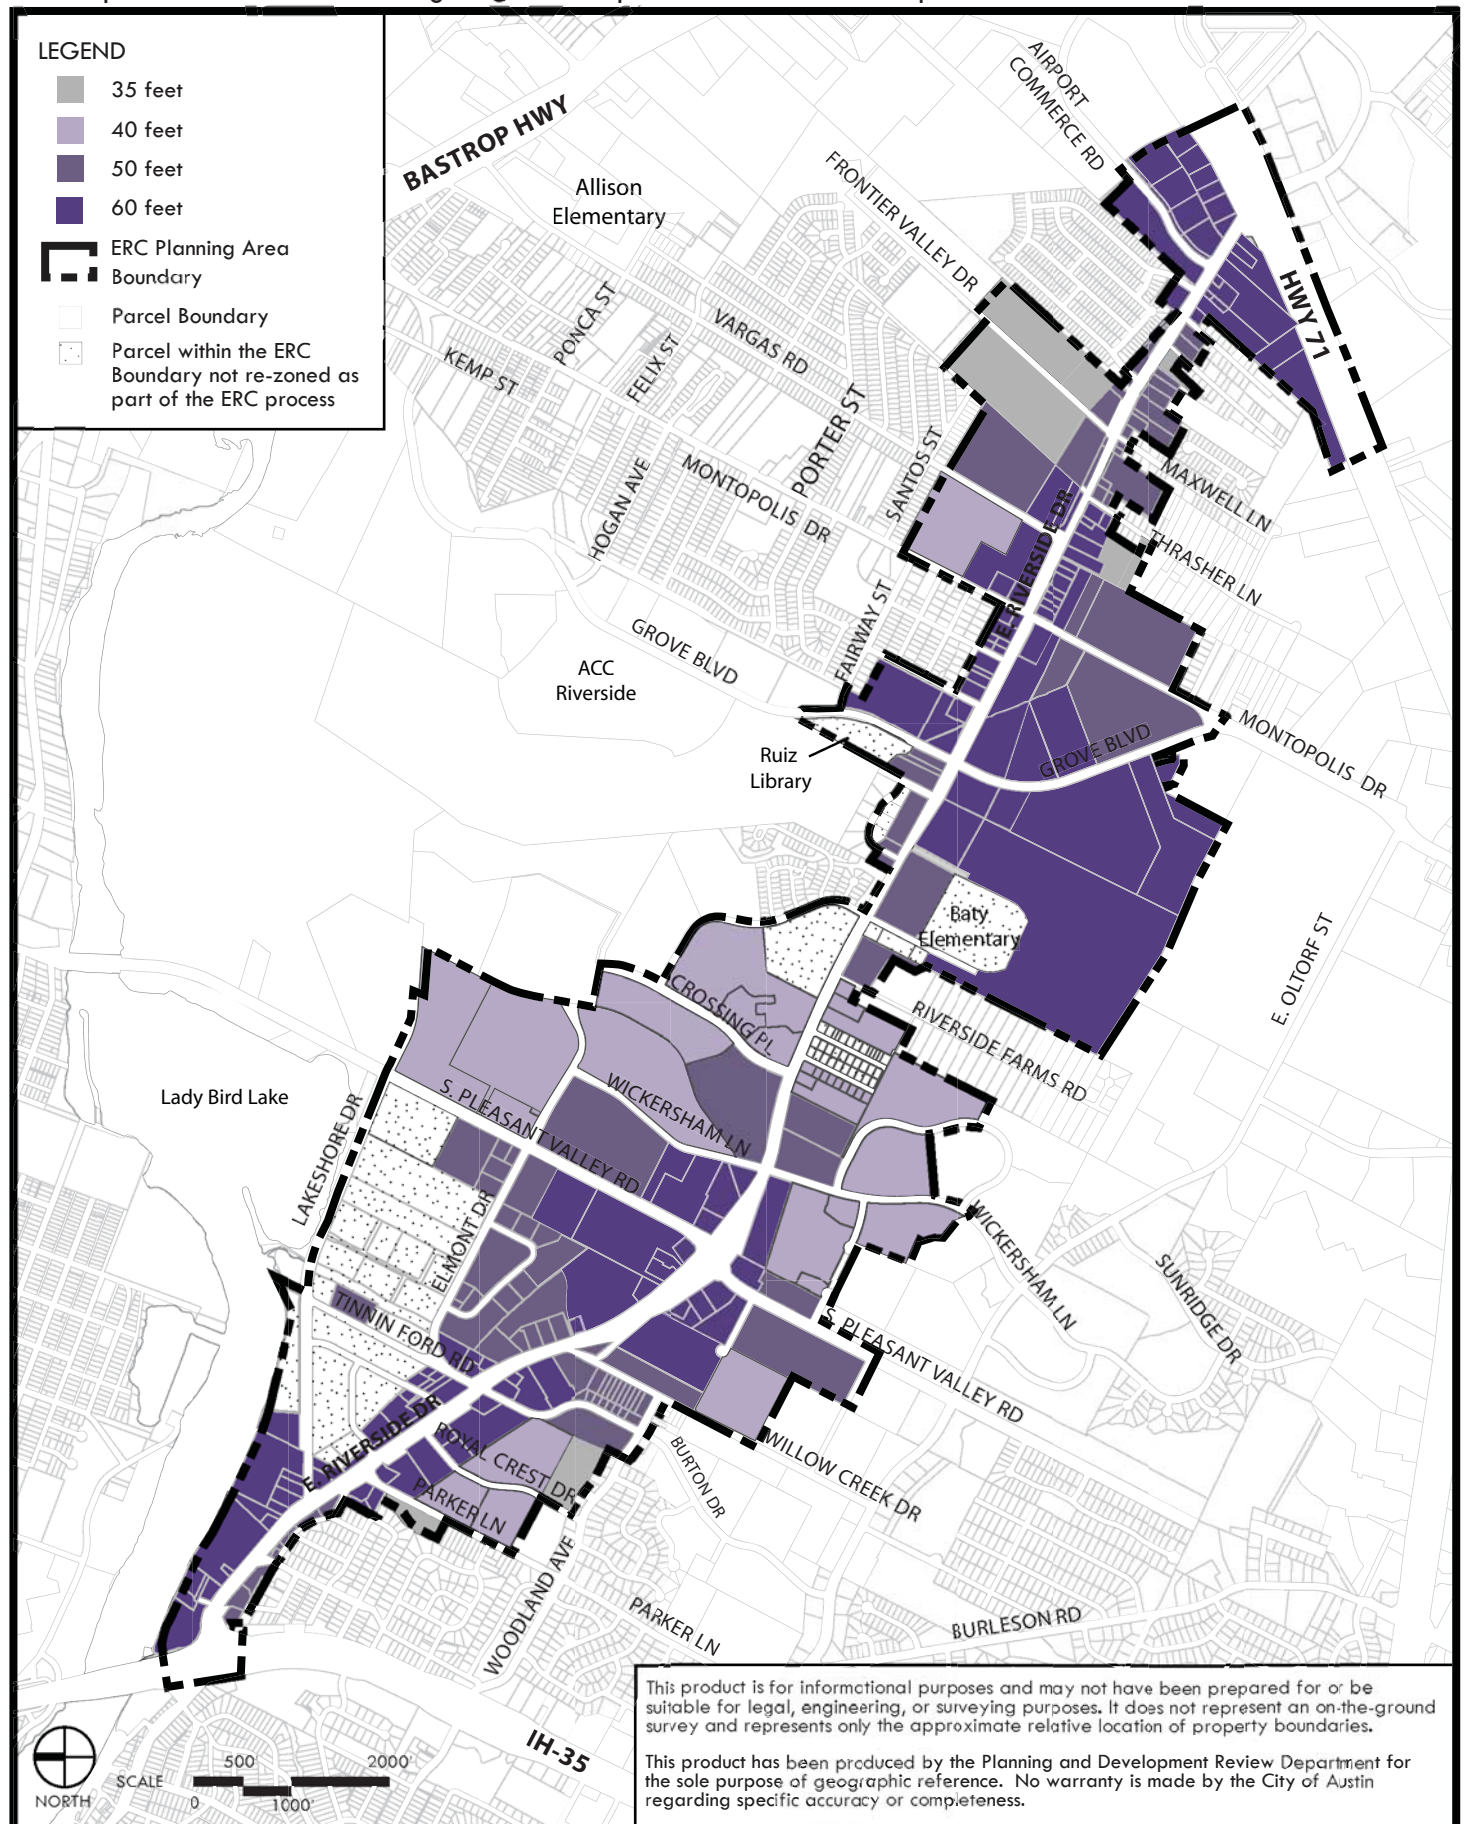 LEGEND
35 feet
40 feet
50 feet
60 feet
ERC Planning Area
Boundary
Parcel Boundary
Parcel within the ERC
Boundary not re-zoned as
part of the ERC process
BASTROP HWY
Allison
Elementary
AIRPORT
COMMERCE RD
FRONTIER VALLEY DR
HWY 71
PONCA ST
VARGAS RD
FELIX ST
KEMP ST
PORTER ST
SANTOS ST
HOGAN AVE
MONTOPOLIS DR
MAXWELL LN
THRASHER LN
E. RIVERSIDE DR
FAIRWAY ST
GROVE BLVD
ACC
Riverside
Ruiz
Library
GROVE BLVD
MONTOPOLIS DR
Baty
Elementary
E. OLTORF ST
CROSSING PL
RIVERSIDE FARMS RD
Lady Bird Lake
LAKESHORE DR
S. PLEASANT VALLEY RD
WICKERSHAM LN
ELMONT DR
WICKERSHAM LN
SUNRIDGE DR
TINNIN FORD RD
S. PLEASANT VALLEY RD
E. RIVERSIDE DR
ROYAL CREST DR
PARKER LN
BURTON DR
WILLOW CREEK DR
WOODLAND AVE
PARKER LN
BURLESON RD
IH-35
NORTH
SCALE
500
2000'
0
1000'
This product is for informational purposes and may not have been prepared for or be
suitable for legal, engineering, or surveying purposes. It does not represent an on-the-ground
survey and represents only the approximate relative location of property boundaries.
This product has been produced by the Planning and Development Review Department for
the sole purpose of geographic reference. No warranty is made by the City of Austin
regarding specific accuracy or completeness.